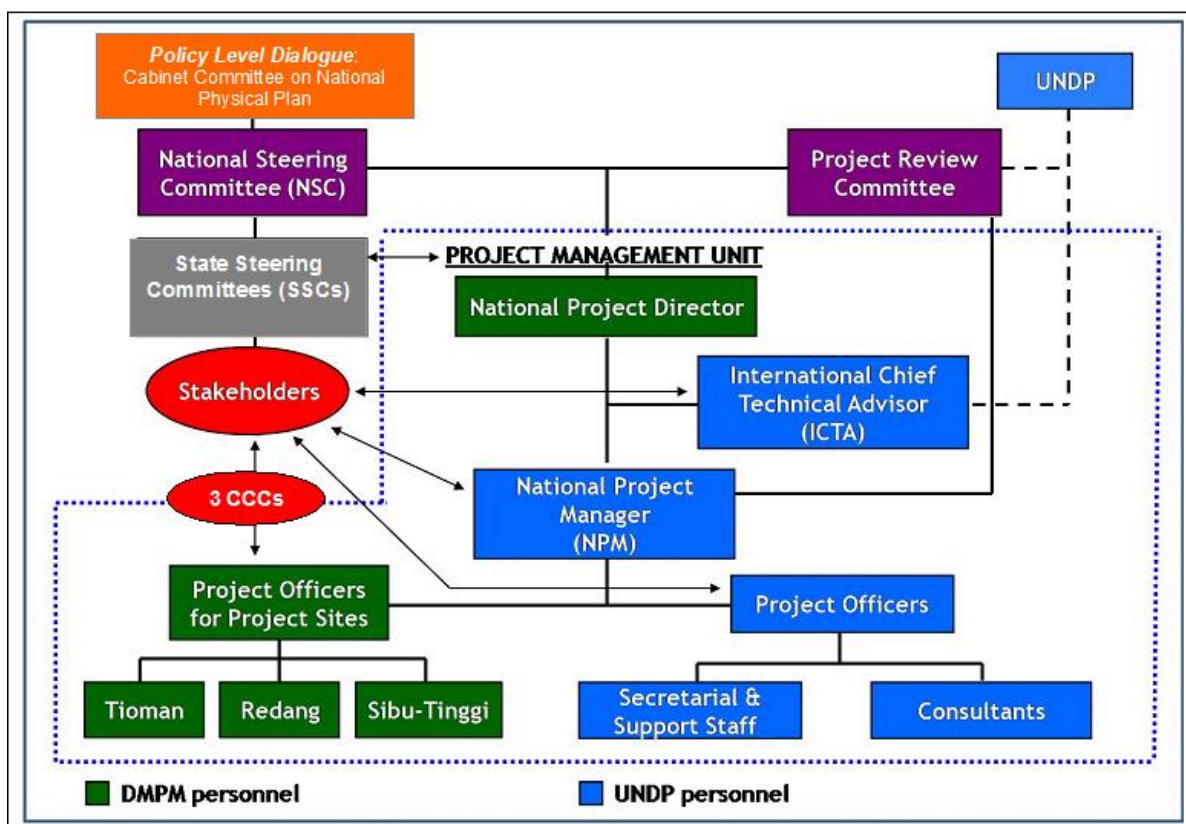 Policy Level Dialogue:
Cabinet Committee on National
Physical Plan
UNDP
National Steering
Committee (NSC)
Project Review
Committee
State Steering
Committees (SSCs)
PROJECT MANAGEMENT UNIT
National Project Director
Stakeholders
International Chief
Technical Advisor
(ICTA)
3 CCCs
National Project
Manager
(NPM)
Project Officers
for Project Sites
Project Officers
Tioman
Redang
Sibu-Tinggi
Secretarial &
Support Staff
Consultants
DMPM personnel
UNDP personnel